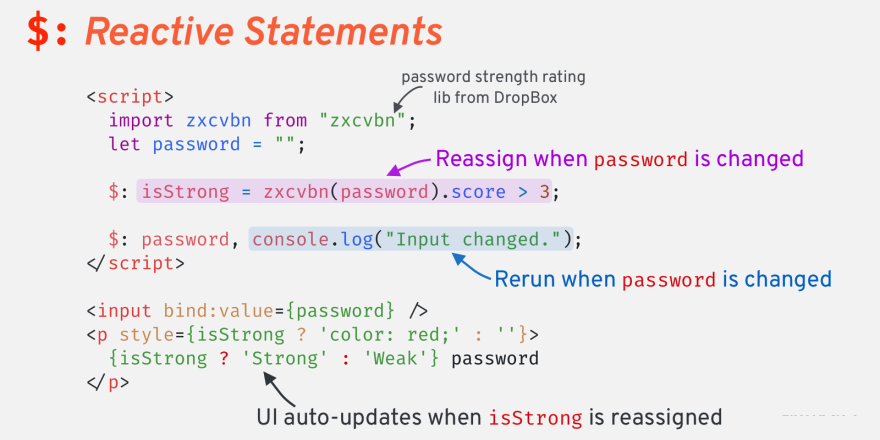 $: Reactive Statements
password strength rating
lib from DropBox
<script>
import zxcvbn from "zxcvbn";
let password = "";
Reassign when password is changed
$: isStrong = zxcvbn(password).score > 3;
$: password, console.log("Input changed.");
</script>
Rerun when password is changed
<input bind:value={password} />
<p style={isStrong ? 'color: red;' : ''}>
{isStrong ? 'Strong' : 'Weak'} password
</p>
UI auto-updates when isStrong is reassigned